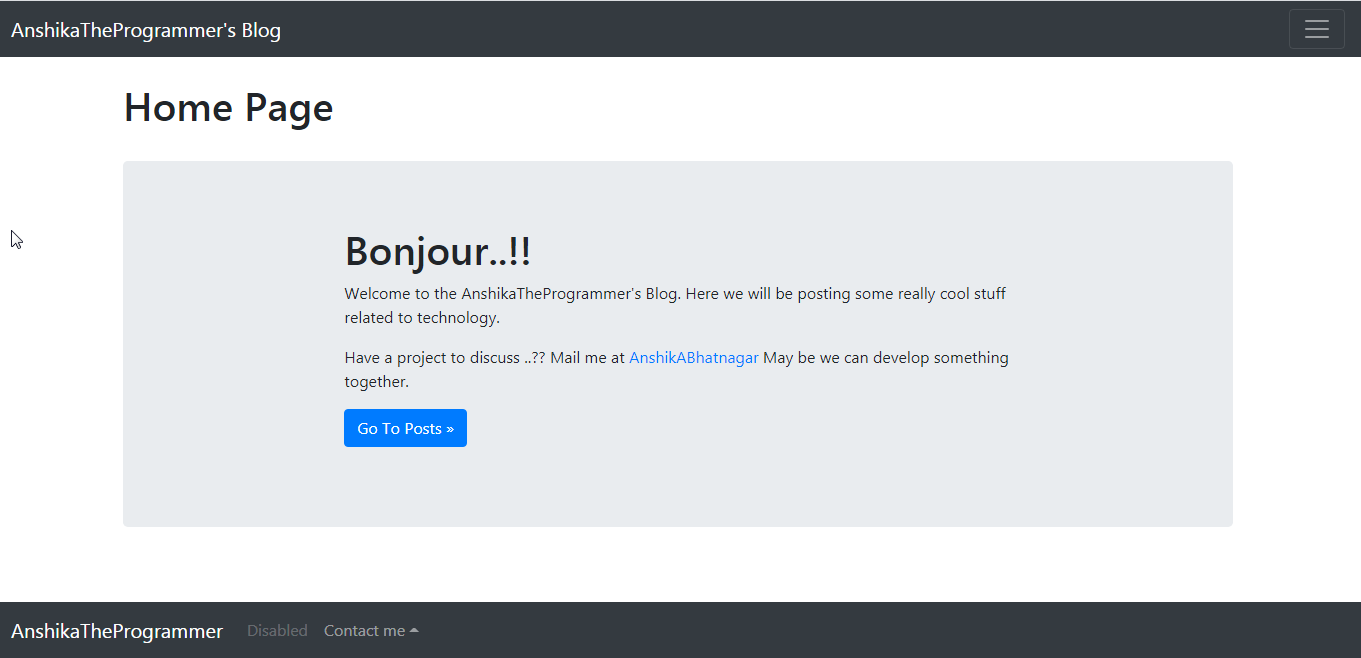 AnshikaTheProgrammer's Blog
Home Page
Bonjour..!!
Welcome to the AnshikaTheProgrammer's Blog. Here we will be posting some really cool stuff
related to technology.
Have a project to discuss ..?? Mail me at AnshikABhatnagar May be we can develop something
together.
Go To Posts »
AnshikaTheProgrammer Disabled Contact me